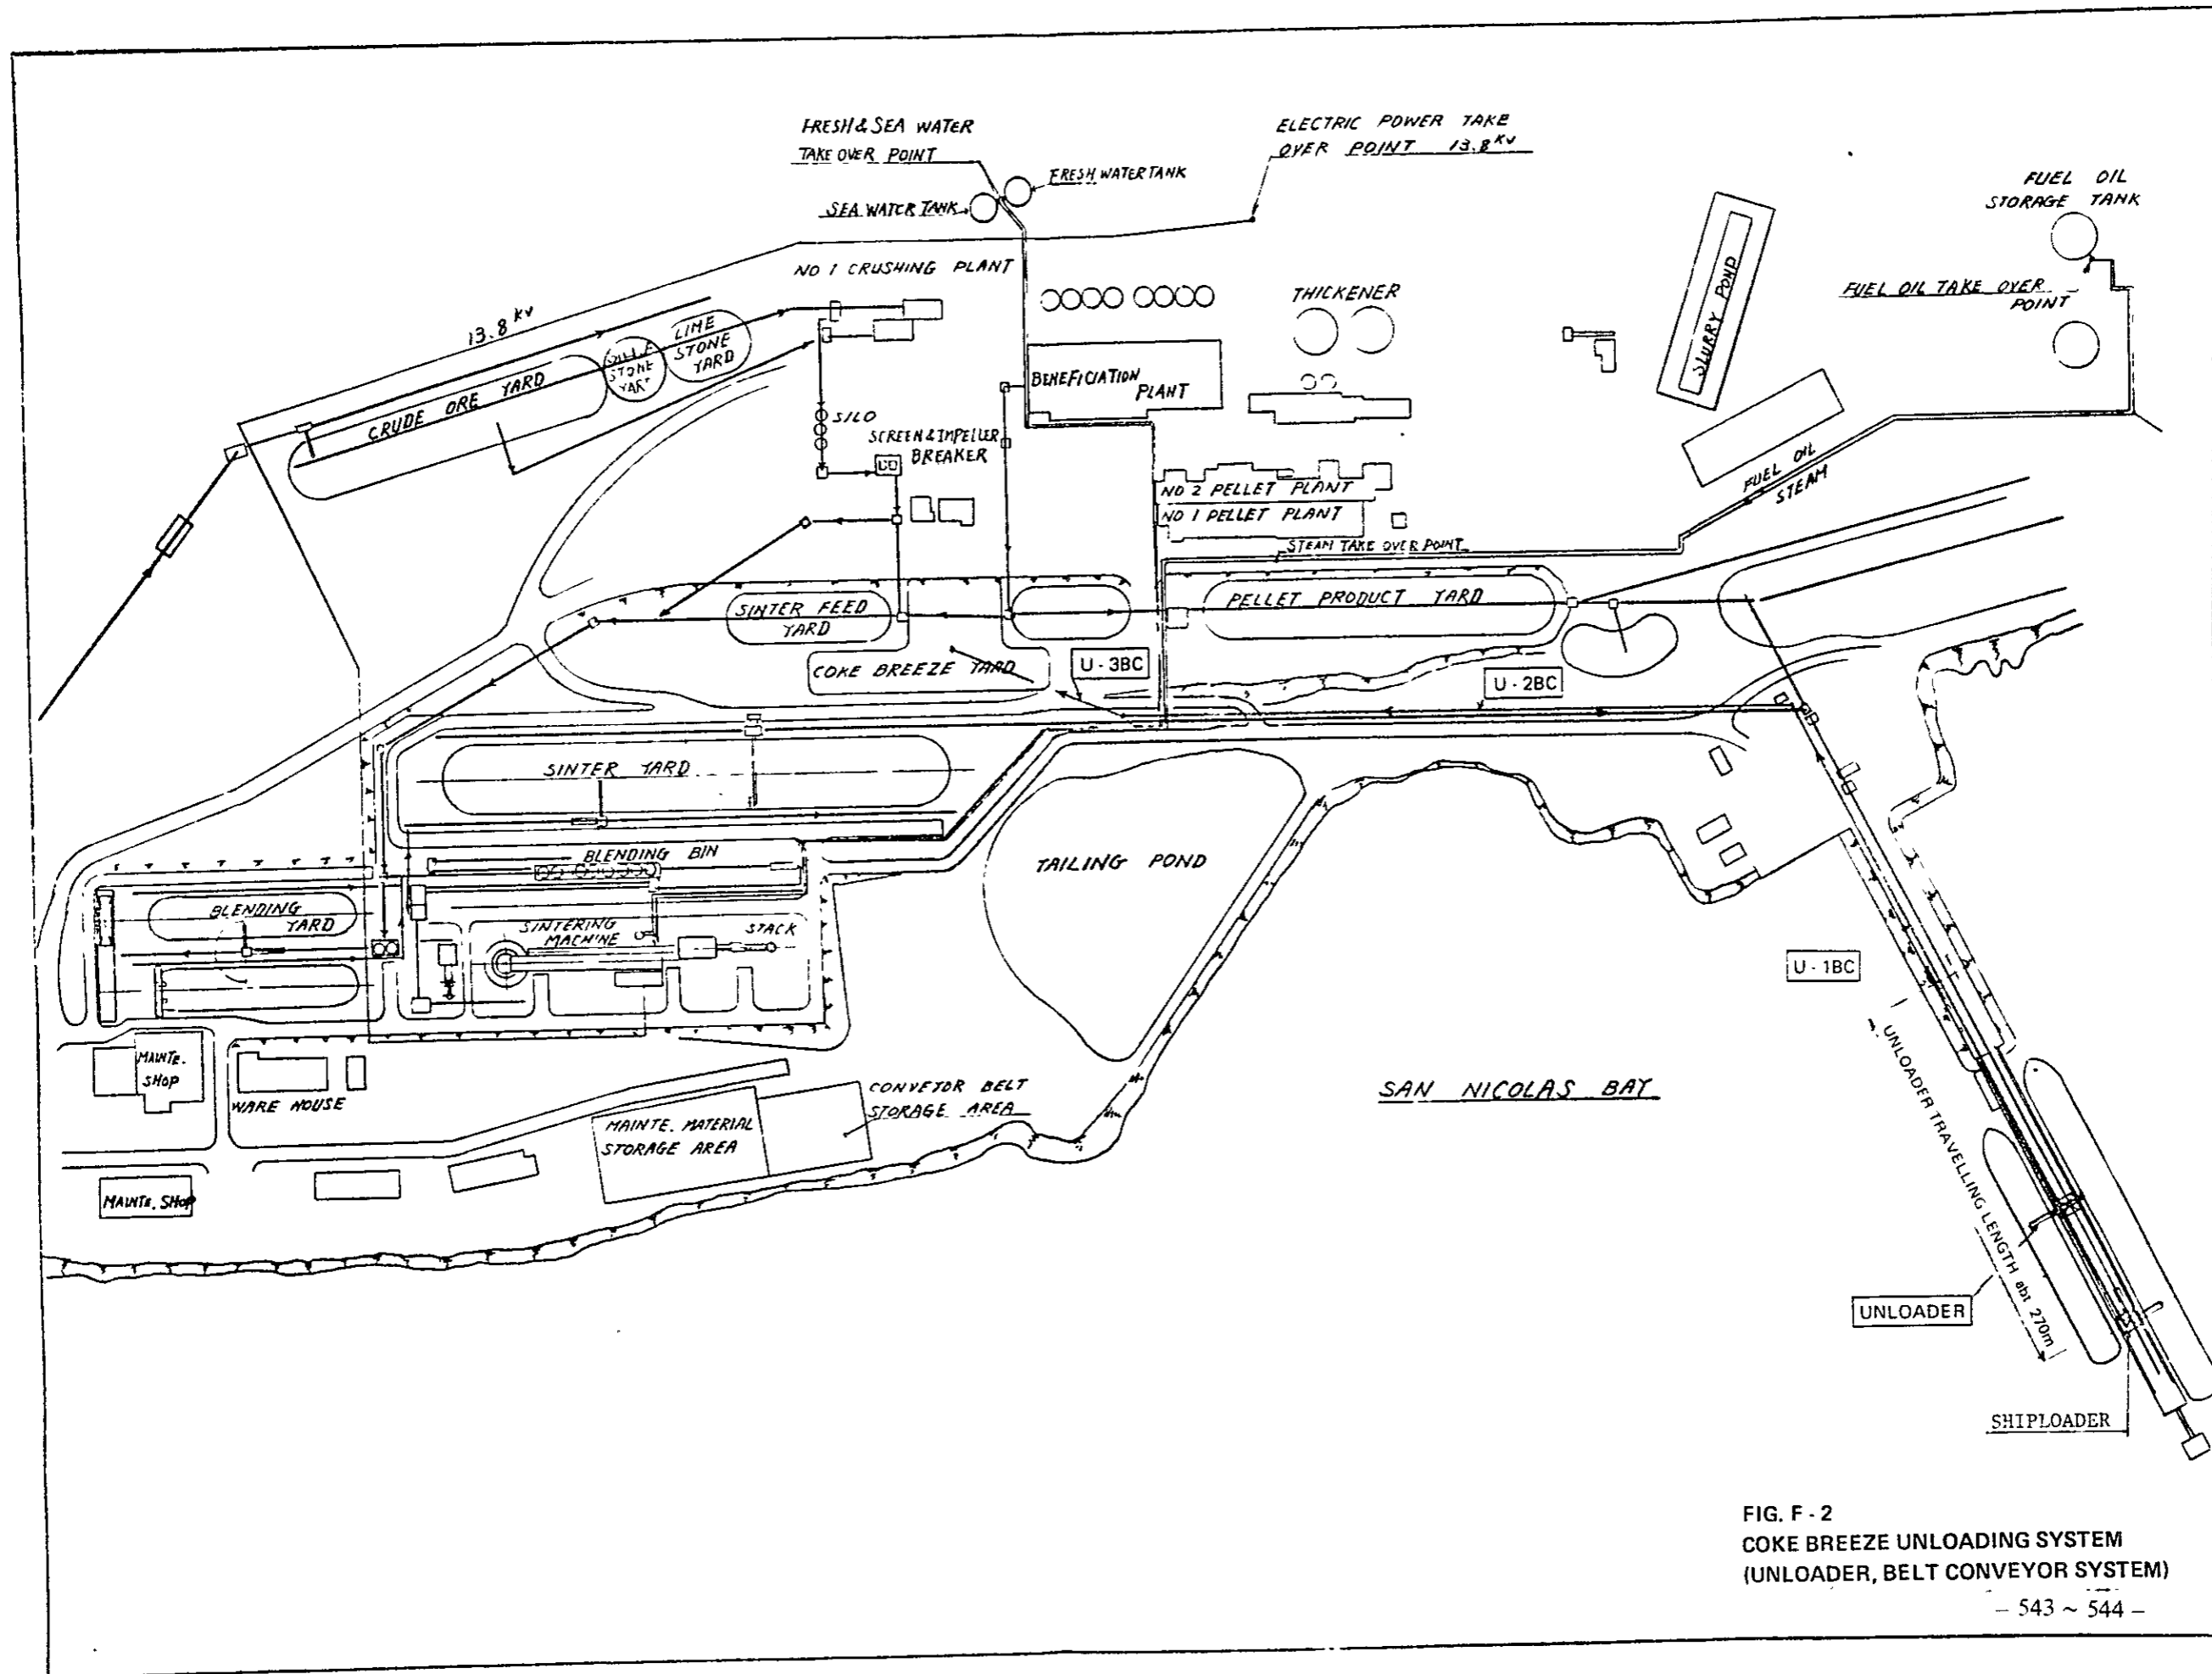 FRESH & SEA WATER
TAKE OVER POINT
ELECTRIC POWER TAKE
OVER POINT 13.8 KV
FRESH WATER TANK
SEA WATER TANK
FUEL OIL
STORAGE TANK
FUEL OIL TAKE OVER
POINT
NO 1 CRUSHING PLANT
13.8 KV
THICKENER
SLURRY POND
LIME
STONE
YARD
STONE
CRUDE ORE YARD
BENEFICIATION
PLANT
SILO
SCREEN & IMPELLER
BREAKER
FUEL OIL
STEAM
NO 2 PELLET PLANT
NO 1 PELLET PLANT
STEAM TAKE OVER POINT
SINTER FEED
YARD
PELLET PRODUCT YARD
COKE BREEZE YARD
U - 3BC
U - 2BC
SINTER YARD
BLENDING BIN
TAILING POND
BLENDING
YARD
SINTERING
MACHINE
STACK
U - 1BC
UNLOADER TRAVELLING LENGTH abt 270m
MAINTE.
SHOP
WARE HOUSE
CONVEYOR BELT
STORAGE AREA
MAINTE. MATERIAL
STORAGE AREA
SAN NICOLAS BAY
MAINTE. SHOP
UNLOADER
SHIPLOADER
FIG. F - 2
COKE BREEZE UNLOADING SYSTEM
(UNLOADER, BELT CONVEYOR SYSTEM)
– 543 ~ 544 –